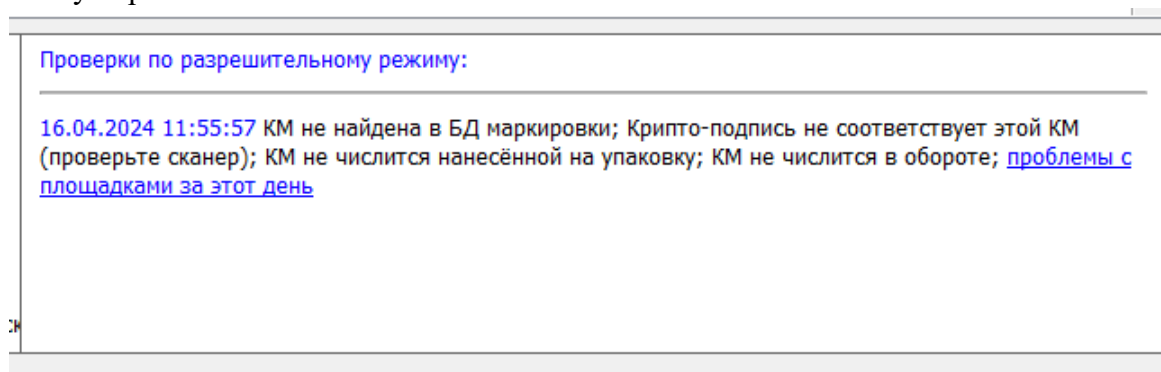 Проверки по разрешительному режиму:
16.04.2024 11:55:57 КМ не найдена в БД маркировки; Крипто-подпись не соответствует этой КМ
(проверьте сканер); КМ не числится нанесённой на упаковку; КМ не числится в обороте; проблемы с
площадками за этот день